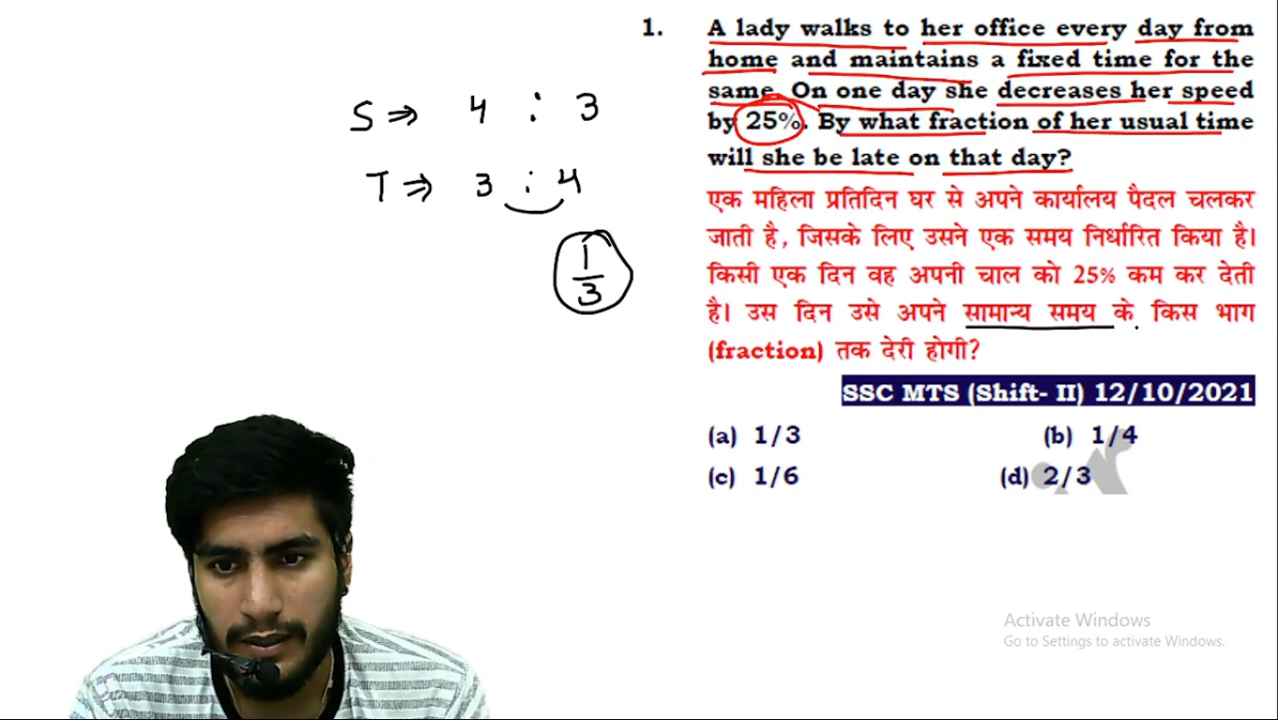 1. A lady walks to her office every day from
home and maintains a fixed time for the
same. On one day she decreases her speed
by 25%. By what fraction of her usual time
will she be late on that day?
एक महिला प्रतिदिन घर से अपने कार्यालय पैदल चलकर
जाती है, जिसके लिए उसने एक समय निर्धारित किया है।
किसी एक दिन वह अपनी चाल को 25% कम कर देती
है। उस दिन उसे अपने सामान्य समय के किस भाग
(fraction) तक देरी होगी?
SSC MTS (Shift- II) 12/10/2021
(a) 1/3 (b) 1/4
(c) 1/6 (d) 2/3
S ⇒ 4 : 3
T ⇒ 3 : 4
1/3
Activate Windows
Go to Settings to activate Windows.